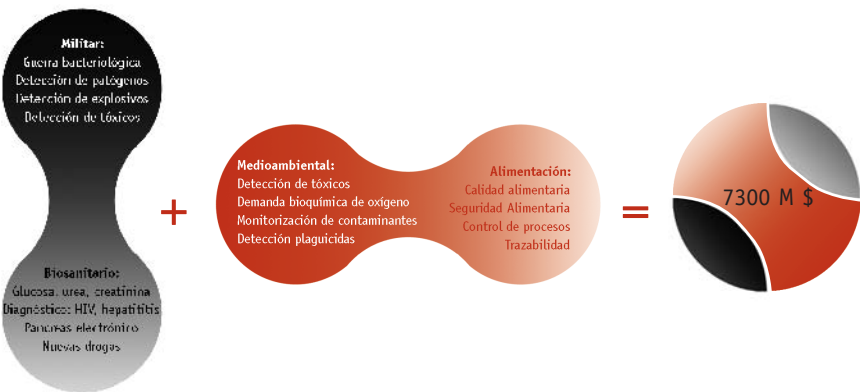 Militar:
Guerra bacteriológica
Detección de patógenos
Detección de explosivos
Detección de tóxicos
Biosanitario:
Glucosa, urea, creatinina
Diagnóstico: HIV, hepatititis
Pancreas electrónico
Nuevas drogas
+
Medioambiental:
Detección de tóxicos
Demanda bioquímica de oxígeno
Monitorización de contaminantes
Detección plaguicidas
Alimentación:
Calidad alimentaria
Seguridad Alimentaria
Control de procesos
Trazabilidad
=
7300 M $